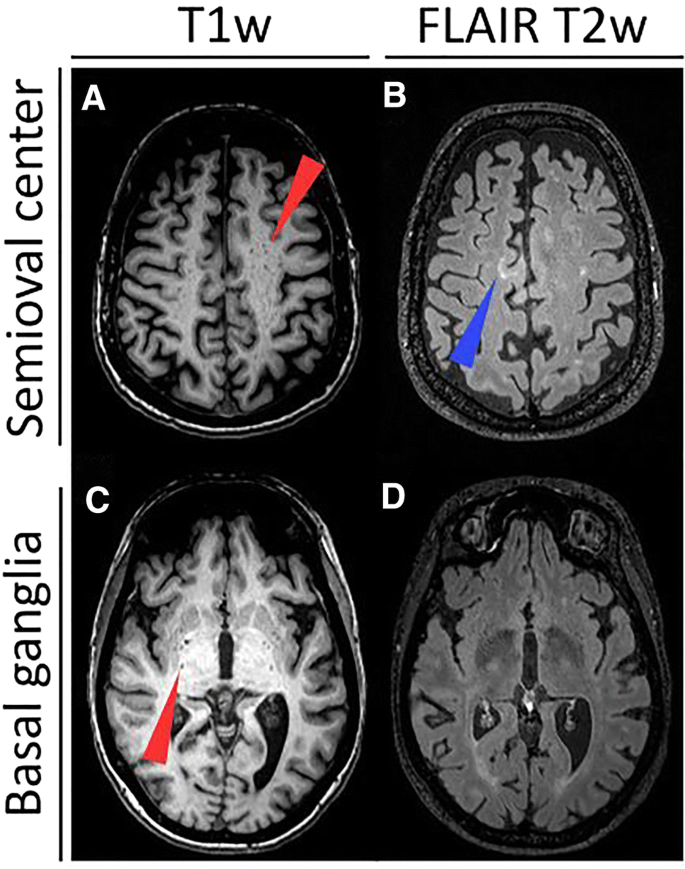 T1w
FLAIR T2w
Semioval center
A
B
Basal ganglia
C
D